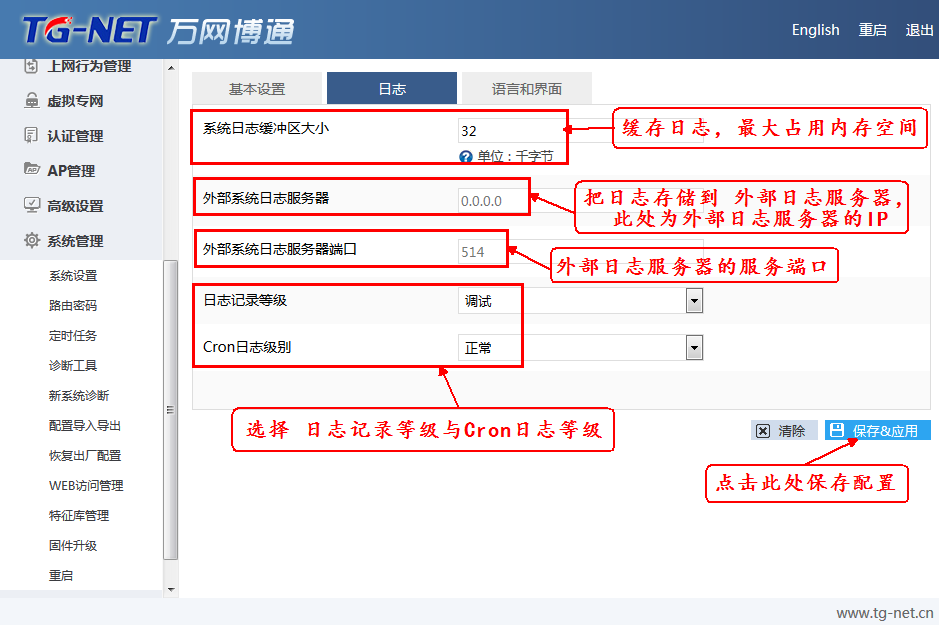 TG-NET 万网博通
English 重启 退出
上网行为管理
虚拟专网
认证管理
AP管理
高级设置
系统管理
系统设置
路由密码
定时任务
诊断工具
新系统诊断
配置导入导出
恢复出厂配置
WEB访问管理
特征库管理
固件升级
重启
基本设置 日志 语言和界面
系统日志缓冲区大小 32
单位：千字节
缓存日志，最大占用内存空间
外部系统日志服务器 0.0.0.0
把日志存储到 外部日志服务器，
此处为外部日志服务器的IP
外部系统日志服务器端口 514
外部日志服务器的服务端口
日志记录等级 调试
Cron日志级别 正常
选择 日志记录等级与Cron日志等级
清除 保存&应用
点击此处保存配置
www.tg-net.cn